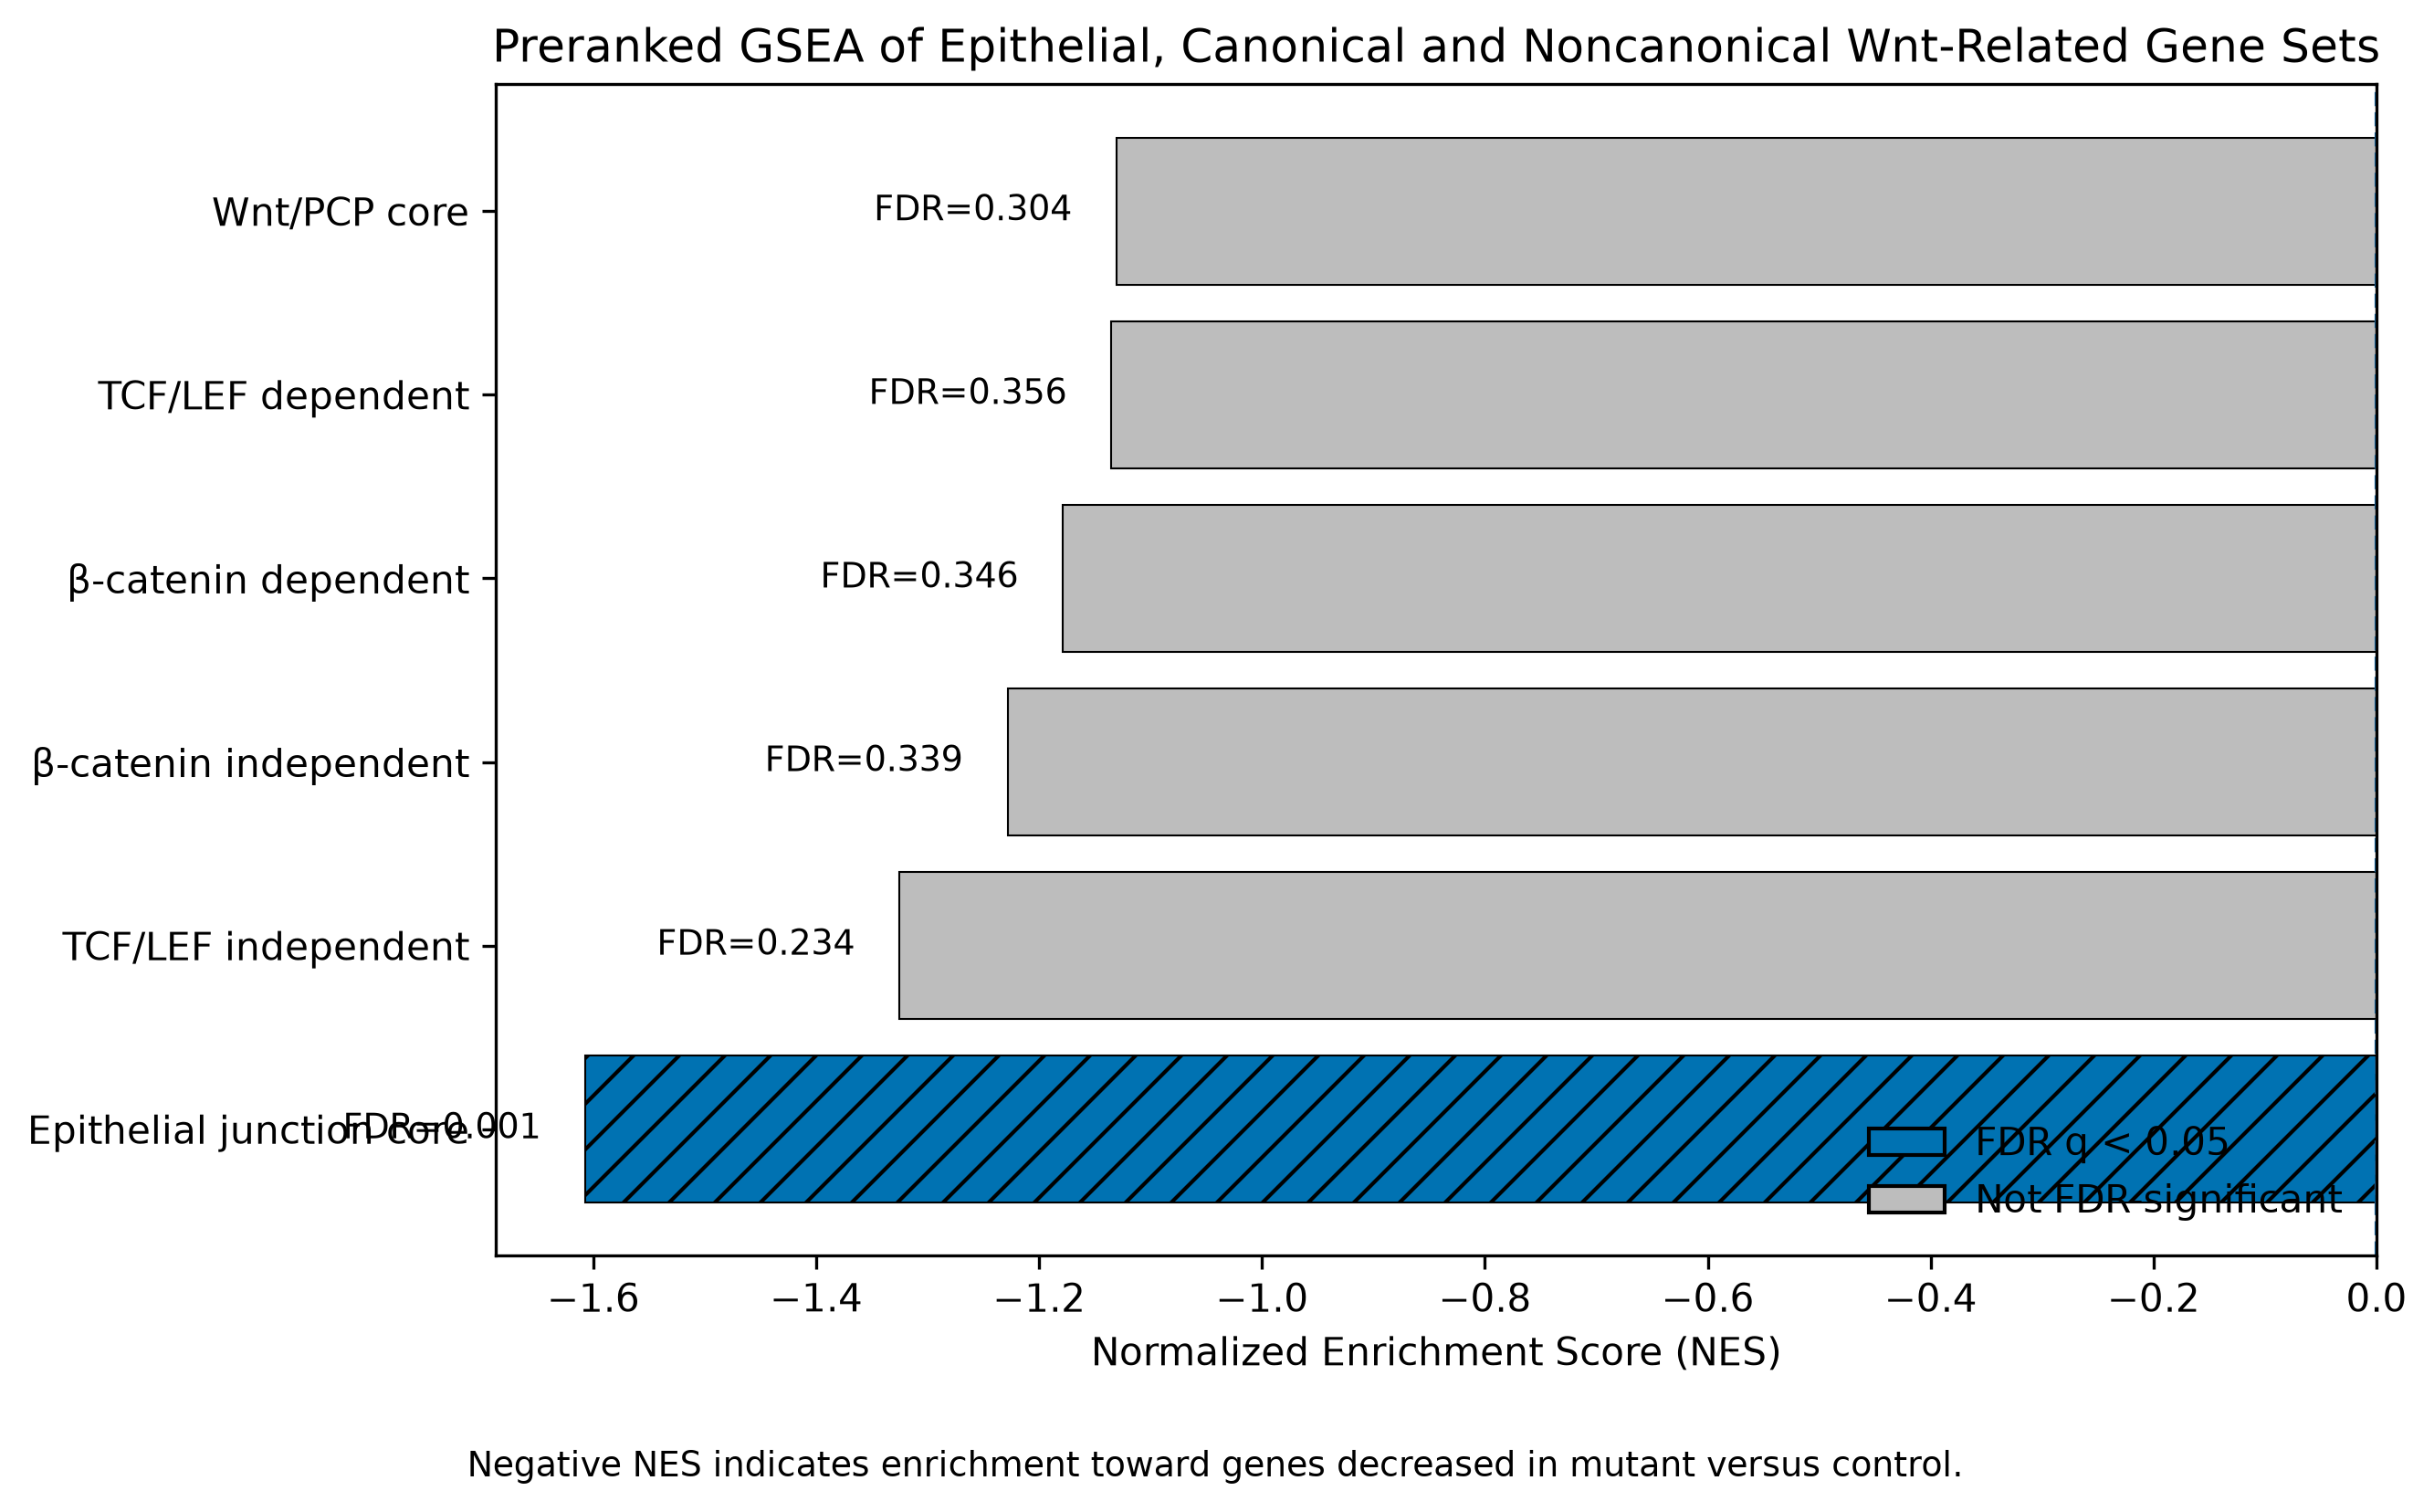 Preranked GSEA of Epithelial, Canonical and Noncanonical Wnt-Related Gene Sets
Wnt/PCP core
FDR=0.304
TCF/LEF dependent
FDR=0.356
β-catenin dependent
FDR=0.346
β-catenin independent
FDR=0.339
TCF/LEF independent
FDR=0.234
Epithelial junction core
FDR=0.001
FDR q < 0.05
Not FDR significant
−1.6 −1.4 −1.2 −1.0 −0.8 −0.6 −0.4 −0.2 0.0
Normalized Enrichment Score (NES)
Negative NES indicates enrichment toward genes decreased in mutant versus control.